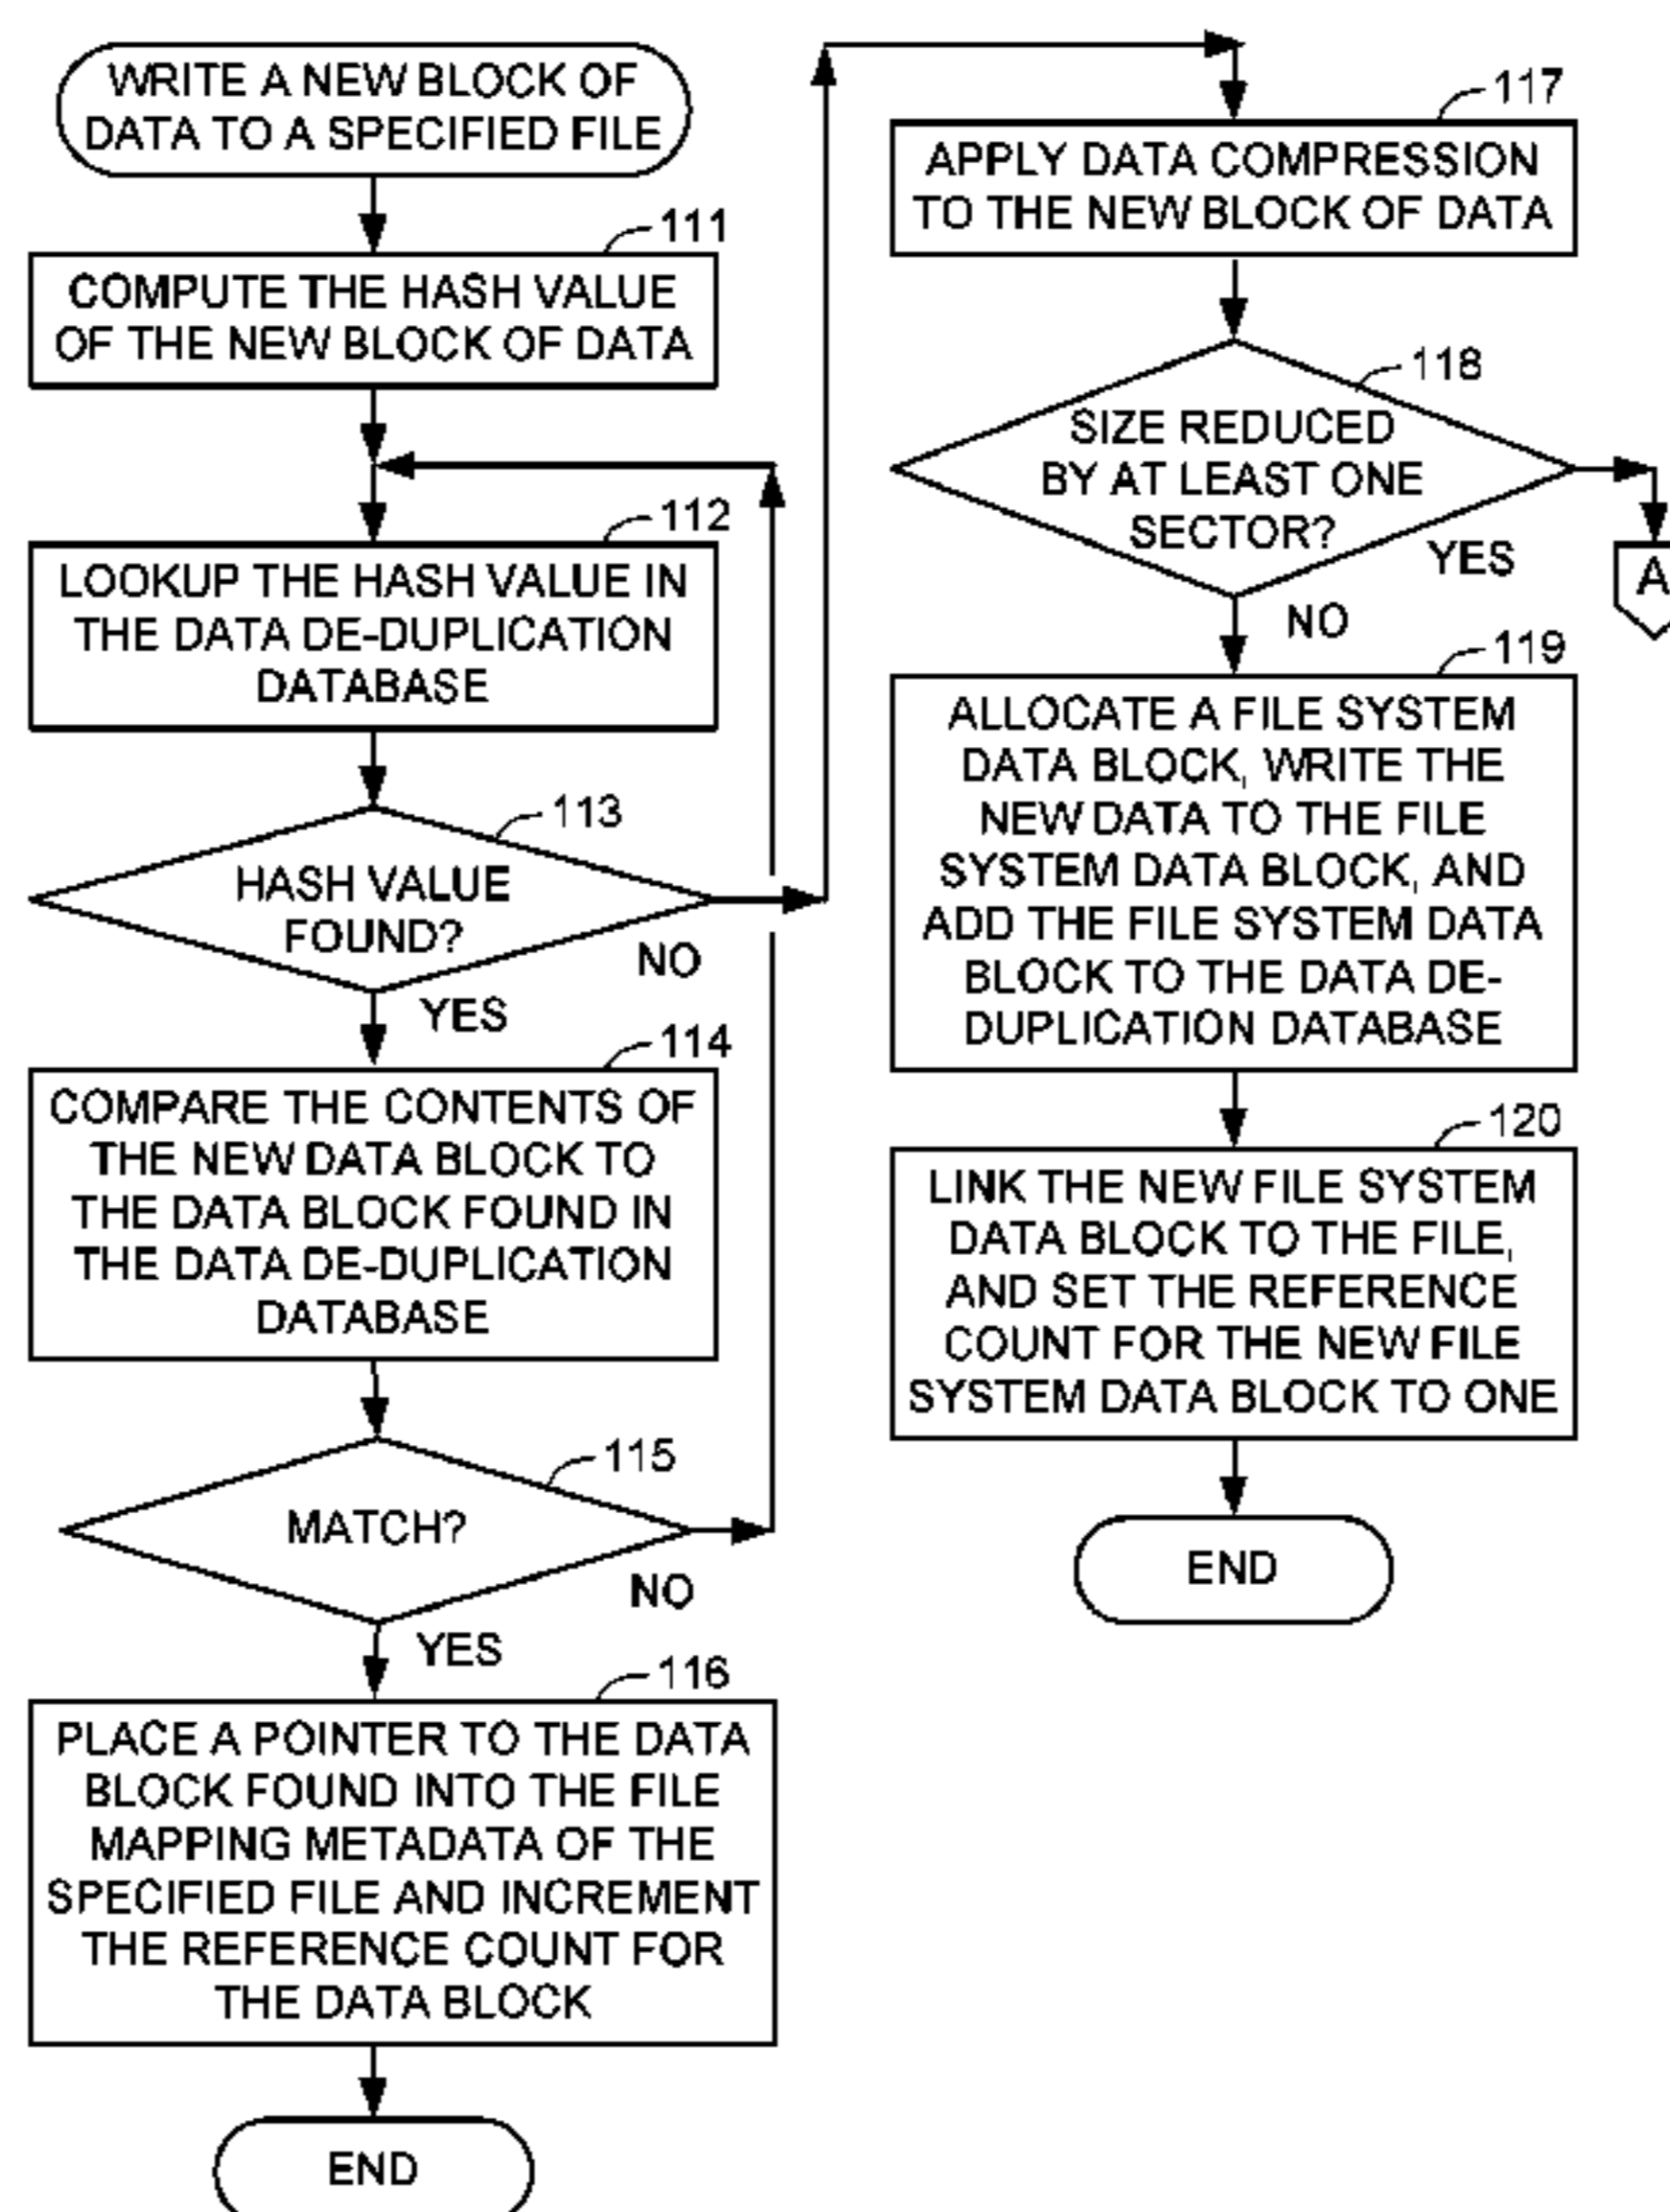 WRITE A NEW BLOCK OF
DATA TO A SPECIFIED FILE
111
COMPUTE THE HASH VALUE
OF THE NEW BLOCK OF DATA
112
LOOKUP THE HASH VALUE IN
THE DATA DE-DUPLICATION
DATABASE
113
HASH VALUE
FOUND?
NO
YES
114
COMPARE THE CONTENTS OF
THE NEW DATA BLOCK TO
THE DATA BLOCK FOUND IN
THE DATA DE-DUPLICATION
DATABASE
115
MATCH?
NO
YES
116
PLACE A POINTER TO THE DATA
BLOCK FOUND INTO THE FILE
MAPPING METADATA OF THE
SPECIFIED FILE AND INCREMENT
THE REFERENCE COUNT FOR
THE DATA BLOCK
END
117
APPLY DATA COMPRESSION
TO THE NEW BLOCK OF DATA
118
SIZE REDUCED
BY AT LEAST ONE
SECTOR?
YES
A
NO
119
ALLOCATE A FILE SYSTEM
DATA BLOCK, WRITE THE
NEW DATA TO THE FILE
SYSTEM DATA BLOCK, AND
ADD THE FILE SYSTEM DATA
BLOCK TO THE DATA DE-
DUPLICATION DATABASE
120
LINK THE NEW FILE SYSTEM
DATA BLOCK TO THE FILE,
AND SET THE REFERENCE
COUNT FOR THE NEW FILE
SYSTEM DATA BLOCK TO ONE
END